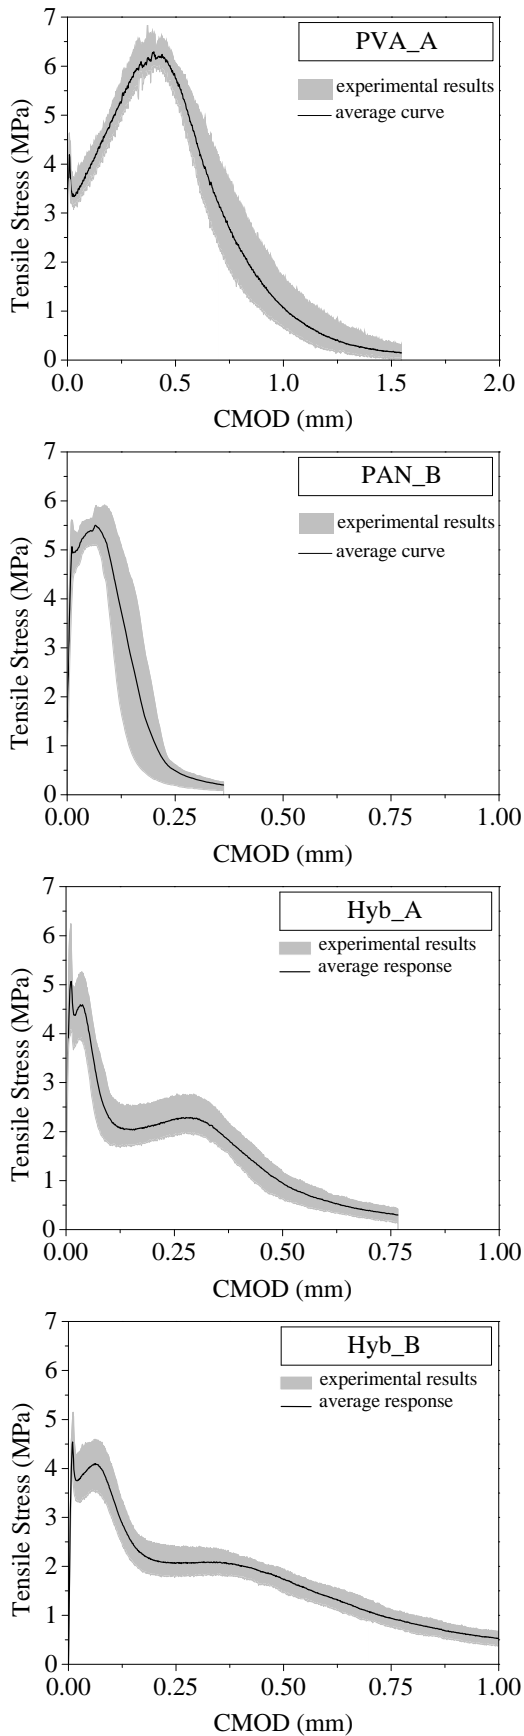 PVA_A
experimental results
average curve
Tensile Stress (MPa)
7
6
5
4
3
2
1
0
0.0 0.5 1.0 1.5 2.0
CMOD (mm)
PAN_B
experimental results
average curve
Tensile Stress (MPa)
7
6
5
4
3
2
1
0
0.00 0.25 0.50 0.75 1.00
CMOD (mm)
Hyb_A
experimental results
average response
Tensile Stress (MPa)
7
6
5
4
3
2
1
0
0.00 0.25 0.50 0.75 1.00
CMOD (mm)
Hyb_B
experimental results
average response
Tensile Stress (MPa)
7
6
5
4
3
2
1
0
0.00 0.25 0.50 0.75 1.00
CMOD (mm)